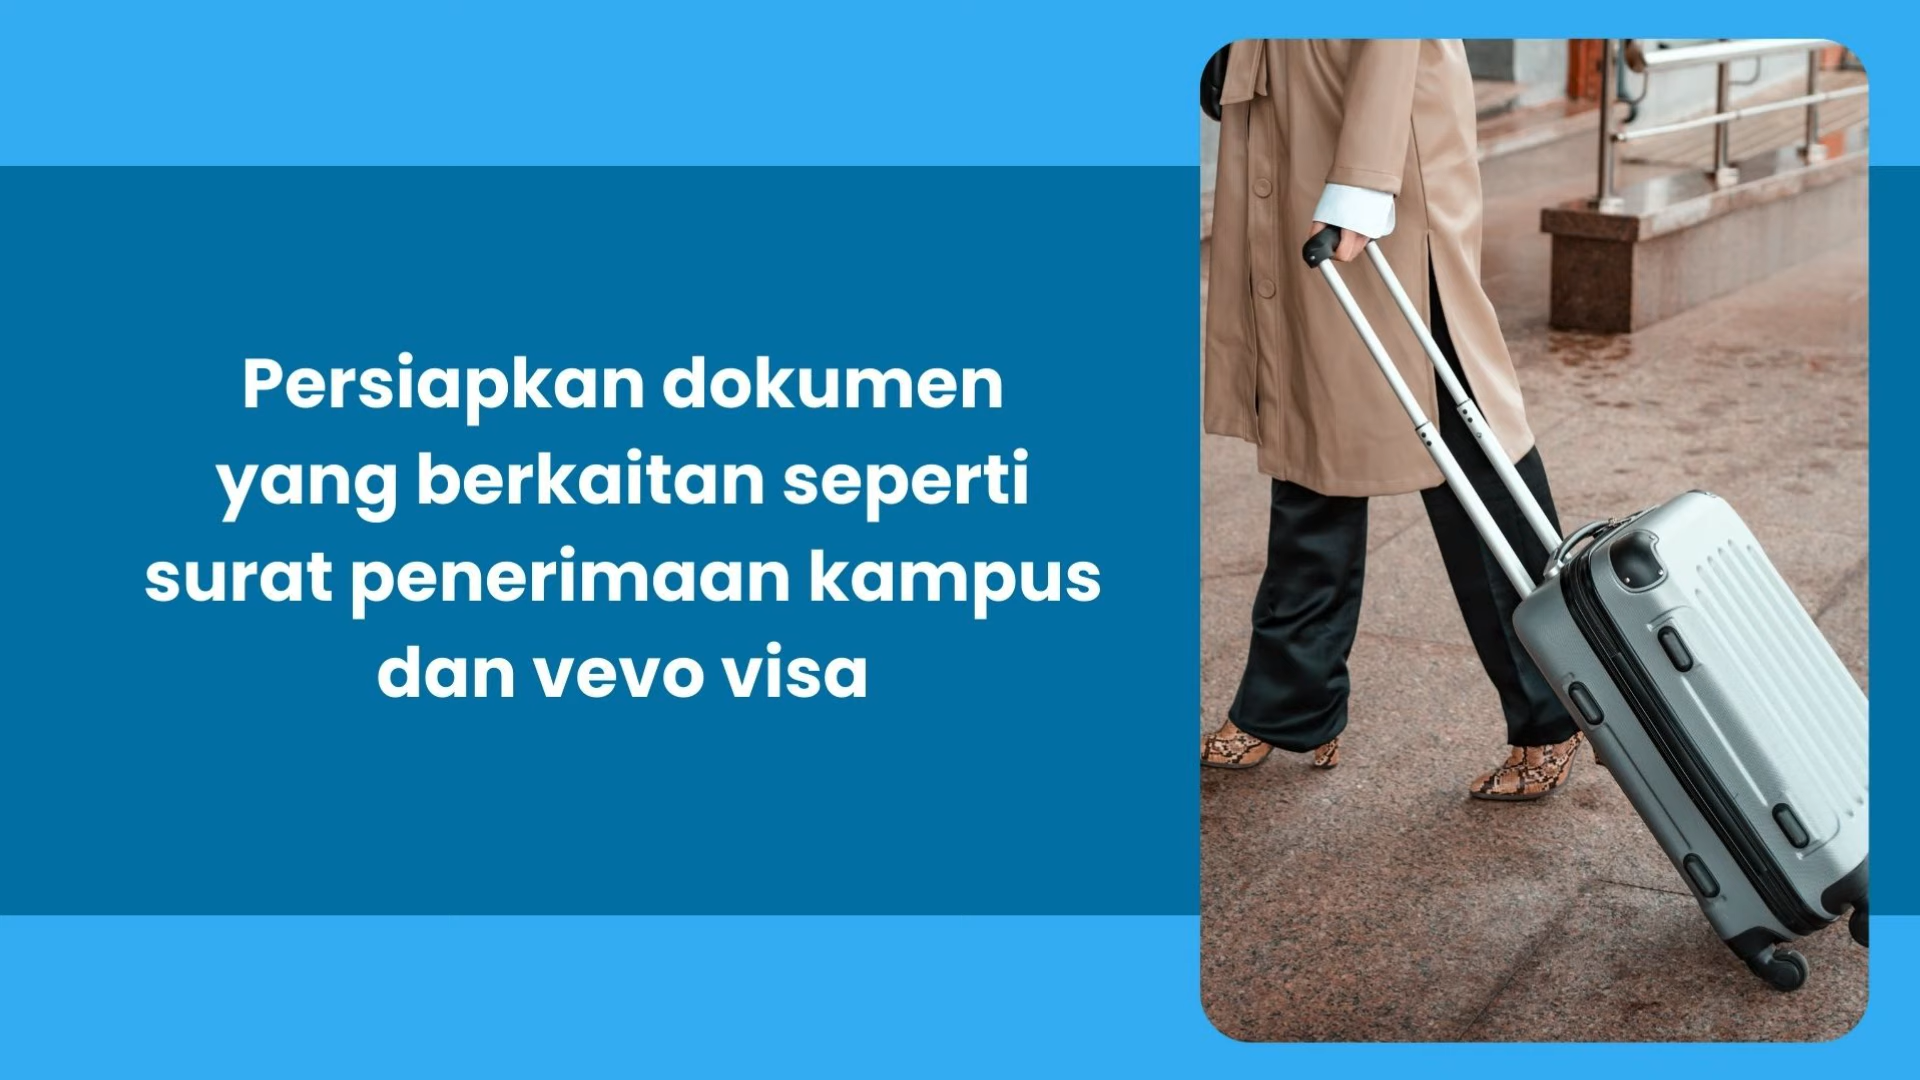 Persiapkan dokumen
yang berkaitan seperti
surat penerimaan kampus
dan vevo visa